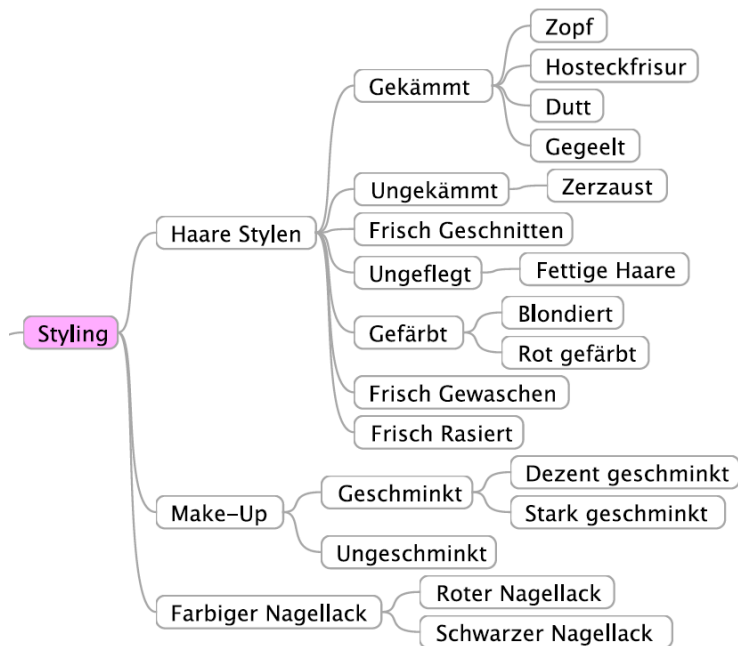 Zopf
Hosteckfrisur
Gekämmt
Dutt
Gegeelt
Ungekämmt
Zerzaust
Haare Stylen
Frisch Geschnitten
Ungeflegt
Fettige Haare
Styling
Blondiert
Gefärbt
Rot gefärbt
Frisch Gewaschen
Frisch Rasiert
Dezent geschminkt
Geschminkt
Make-Up
Stark geschminkt
Ungeschminkt
Roter Nagellack
Farbiger Nagellack
Schwarzer Nagellack